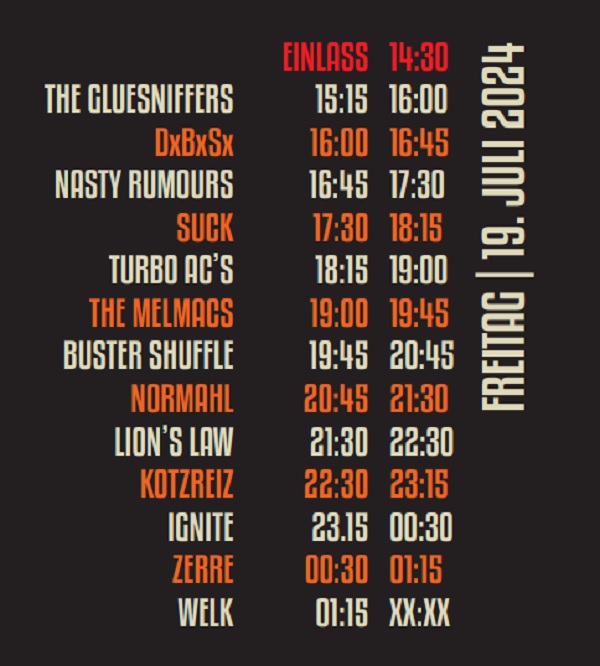 EINLASS 14:30
THE GLUESNIFFERS 15:15 16:00
DxBxSx 16:00 16:45
NASTY RUMOURS 16:45 17:30
SUCK 17:30 18:15
TURBO AC'S 18:15 19:00
THE MELMACS 19:00 19:45
BUSTER SHUFFLE 19:45 20:45
NORMAHL 20:45 21:30
LION'S LAW 21:30 22:30
KOTZREIZ 22:30 23:15
IGNITE 23.15 00:30
ZERRE 00:30 01:15
WELK 01:15 XX:XX
FREITAG | 19. JULI 2024